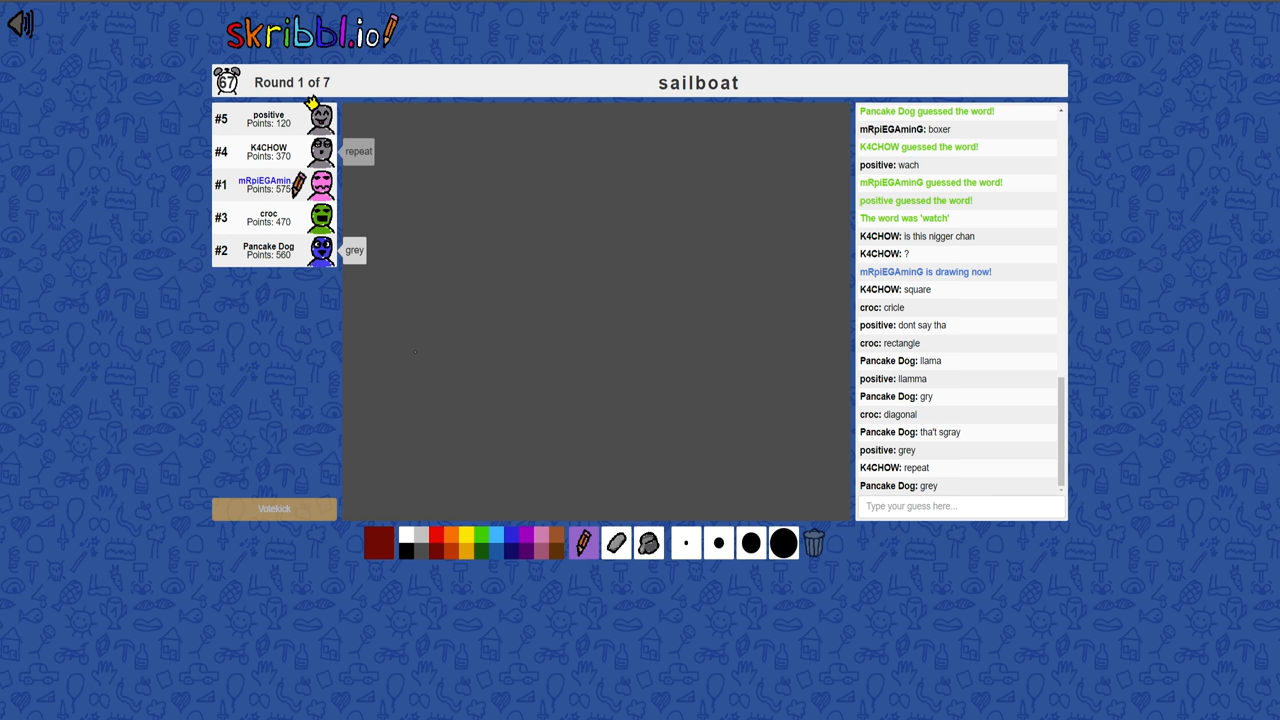 skribbl.io
67
Round 1 of 7
sailboat
#5
positive
Points: 120
#4
K4CHOW
Points: 370
repeat
#1
mRpiEGAmin
Points: 575
#3
croc
Points: 470
#2
Pancake Dog
Points: 560
grey
Votekick
Pancake Dog guessed the word!
mRpiEGAminG: boxer
K4CHOW guessed the word!
positive: wach
mRpiEGAminG guessed the word!
positive guessed the word!
The word was 'watch'
K4CHOW: is this nigger chan
K4CHOW: ?
mRpiEGAminG is drawing now!
K4CHOW: square
croc: cricle
positive: dont say tha
croc: rectangle
Pancake Dog: llama
positive: llamma
Pancake Dog: gry
croc: diagonal
Pancake Dog: tha't sgray
positive: grey
K4CHOW: repeat
Pancake Dog: grey
Type your guess here...